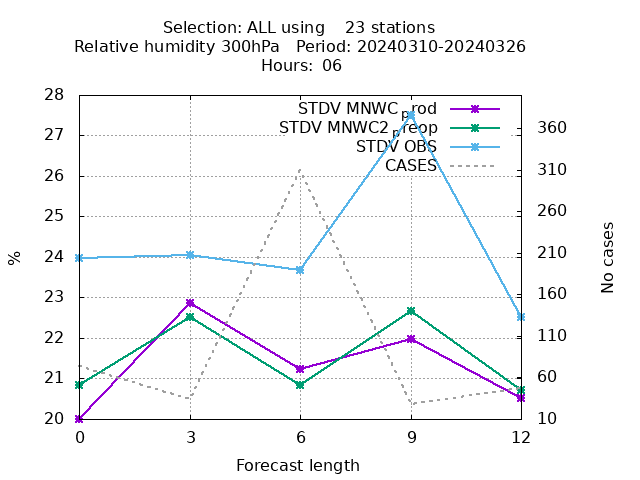 Selection: ALL using    23 stations
Relative humidity 300hPa   Period: 20240310-20240326
Hours: 06
STDV MNWC_prod
STDV MNWC2_preop
STDV OBS
CASES
28
27
26
25
24
23
22
21
20
360
310
260
210
160
110
60
10
%
No cases
0 3 6 9 12
Forecast length